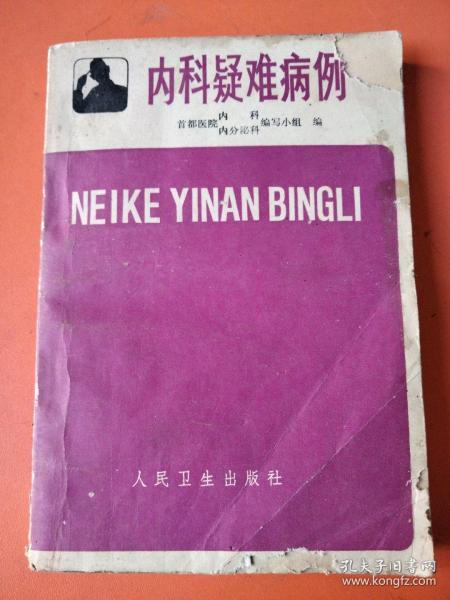 内科疑难病例
首都医院内科内分泌科编写小组 编
NEIKE YINAN BINGLI
人民卫生出版社
孔夫子旧书网
www.kongfz.com